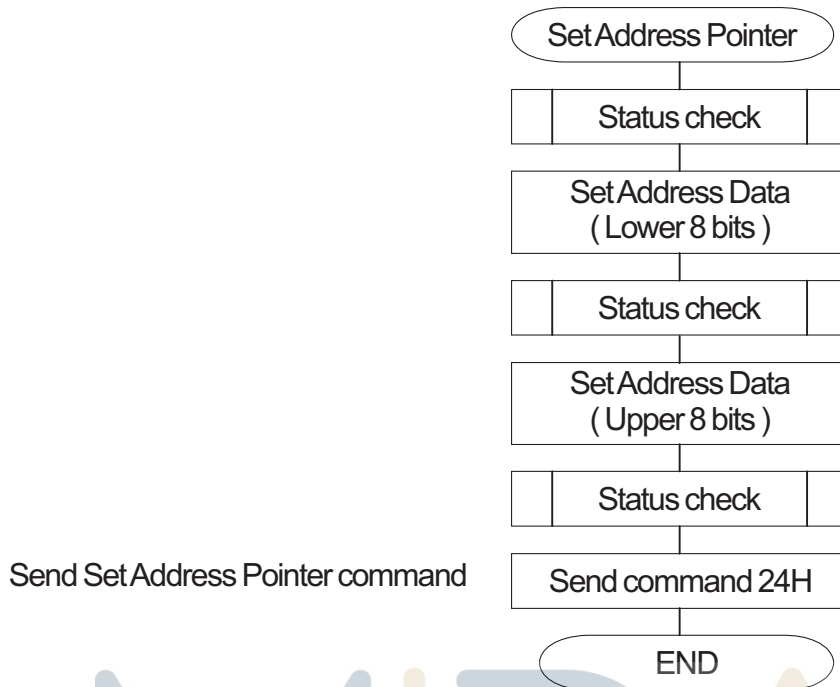 Set Address Pointer
Status check
Set Address Data
( Lower 8 bits )
Status check
Set Address Data
( Upper 8 bits )
Status check
Send Set Address Pointer command
Send command 24H
END